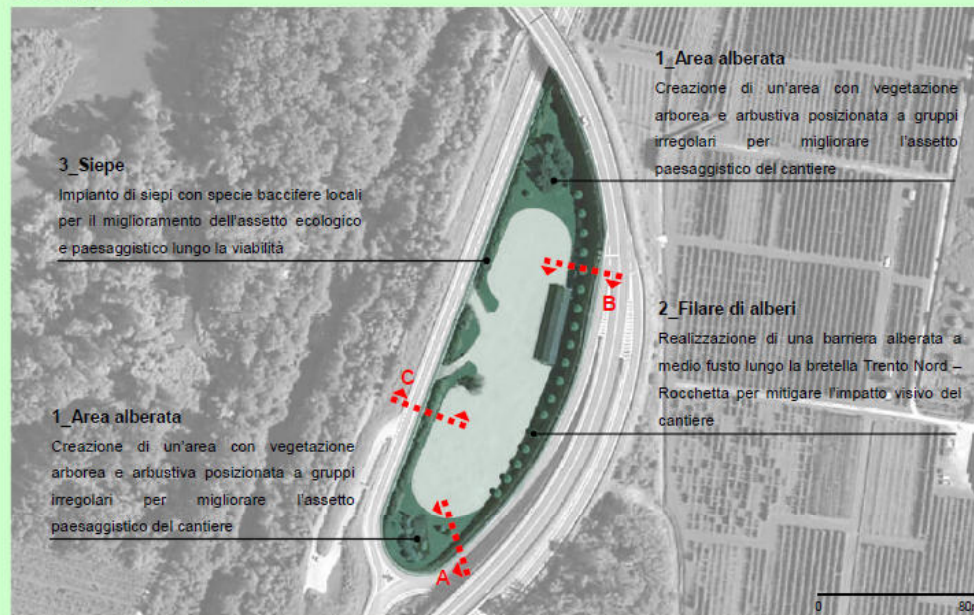 1_Area alberata
Creazione di un'area con vegetazione
arborea e arbustiva posizionata a gruppi
irregolari per migliorare l'assetto
paesaggistico del cantiere
3_Siepe
Impianto di siepi con specie baccifere locali
per il miglioramento dell'assetto ecologico
e paesaggistico lungo la viabilità
B
2_Filare di alberi
Realizzazione di una barriera alberata a
medio fusto lungo la bretella Trento Nord –
Rocchetta per mitigare l'impatto visivo del
cantiere
C
1_Area alberata
Creazione di un'area con vegetazione
arborea e arbustiva posizionata a gruppi
irregolari per migliorare l'assetto
paesaggistico del cantiere
A
0